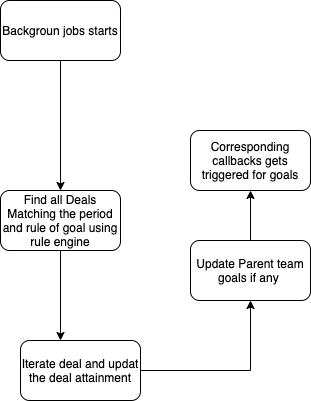 Backgroun jobs starts
Find all Deals
Matching the period
and rule of goal using
rule engine
Iterate deal and updat
the deal attainment
Update Parent team
goals if any
Corresponding
callbacks gets
triggered for goals